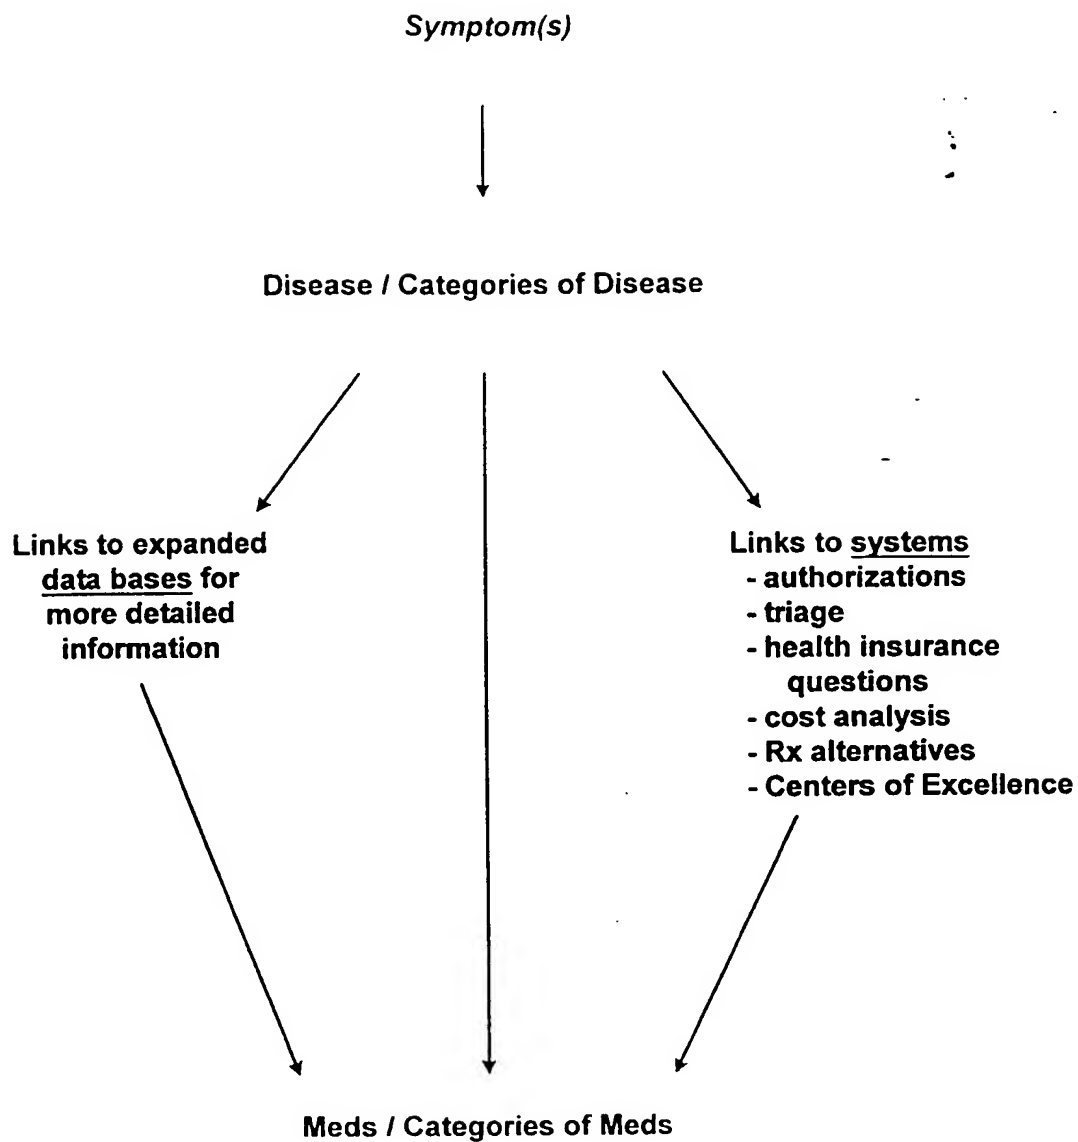 Symptom(s)
Disease / Categories of Disease
Links to expanded
data bases for
more detailed
information
Links to systems
- authorizations
- triage
- health insurance
questions
- cost analysis
- Rx alternatives
- Centers of Excellence
Meds / Categories of Meds